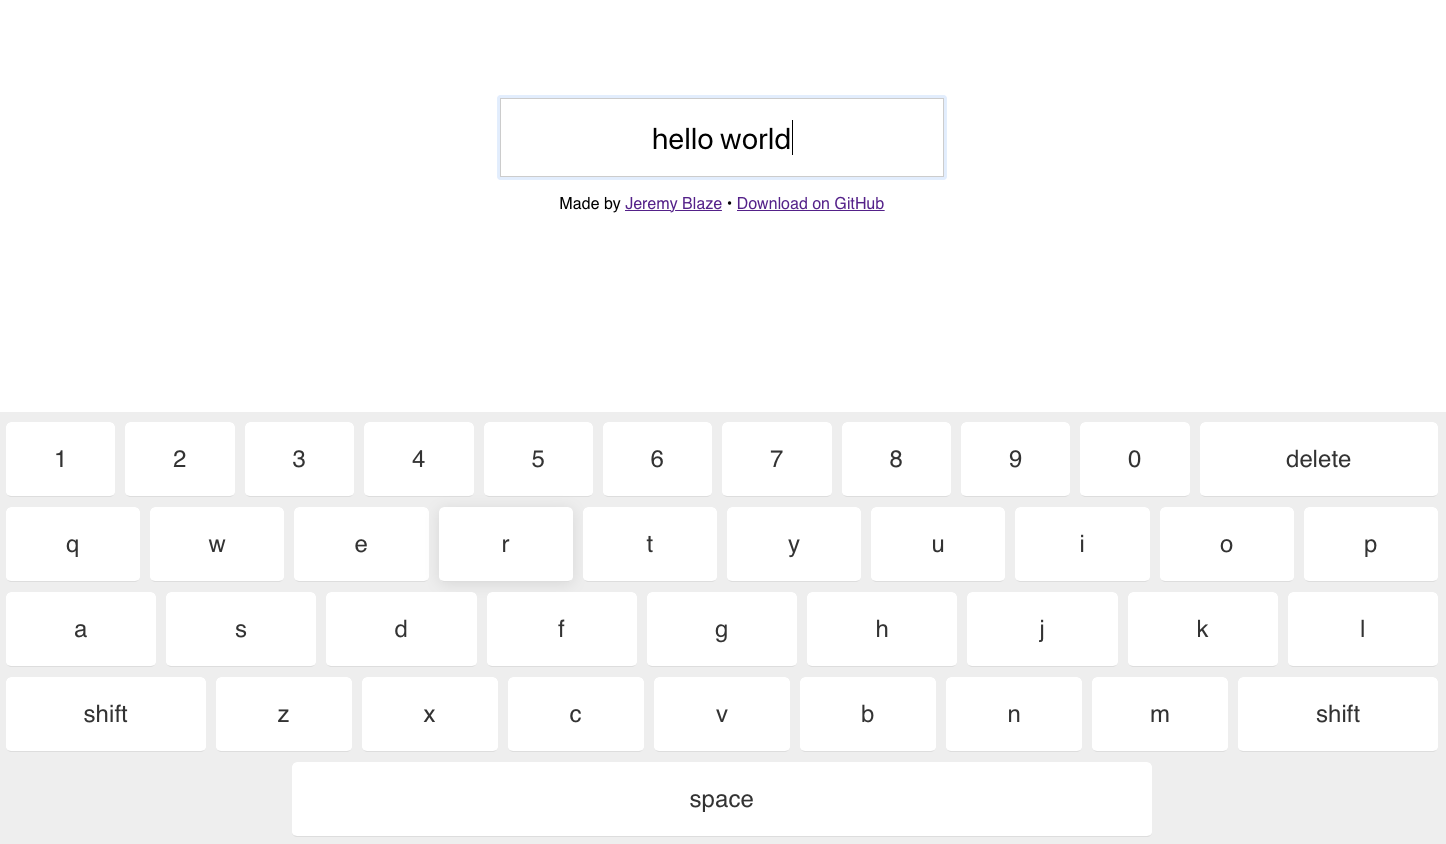 hello world
Made by Jeremy Blaze • Download on GitHub
1 2 3 4 5 6 7 8 9 0 delete
q w e r t y u i o p
a s d f g h j k l
shift z x c v b n m shift
space